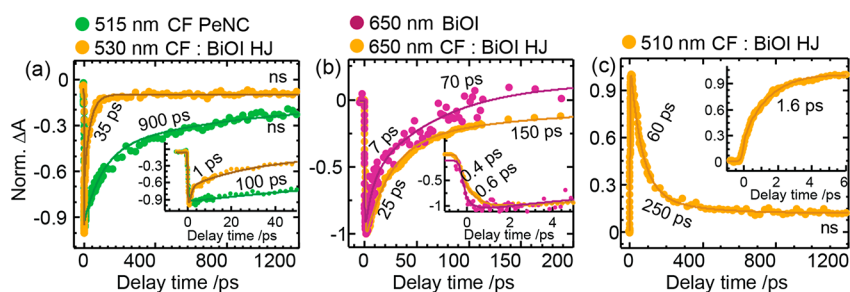 515 nm CF PeNC
530 nm CF : BiOI HJ
650 nm BiOI
650 nm CF : BiOI HJ
510 nm CF : BiOI HJ
(a)
ns
35 ps
900 ps
ns
Norm. ΔA
0
-0.3
-0.6
-0.9
0 400 800 1200
Delay time /ps
1 ps
100 ps
-0.3
-0.6
-0.9
0 20 40
Delay time /ps
(b)
70 ps
7 ps
25 ps
150 ps
0
-0.5
-1
0 50 100 150 200
Delay time /ps
0.4 ps
0.6 ps
-0.5
-1
0 2 4
Delay time /ps
(c)
60 ps
250 ps
ns
1.0
0.9
0.6
0.3
0
0 400 800 1200
Delay time /ps
1.6 ps
0.9
0.6
0.3
0
0 2 4 6
Delay time /ps